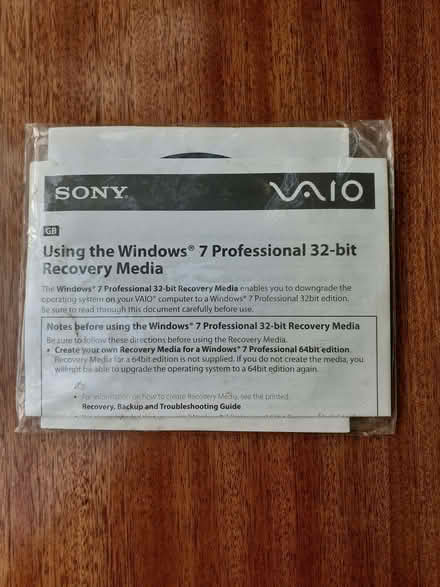 SONY
VAIO
GB
Using the Windows® 7 Professional 32-bit
Recovery Media
The Windows® 7 Professional 32-bit Recovery Media enables you to downgrade the
operating system on your VAIO® computer to a Windows® 7 Professional 32bit edition.
Be sure to read through this document carefully before use.
Notes before using the Windows® 7 Professional 32-bit Recovery Media
Be sure to follow these directions before using the Recovery Media.
• Create your own Recovery Media for a Windows® 7 Professional 64bit edition.
Recovery Media for a 64bit edition is not supplied. If you do not create the media, you
will not be able to upgrade the operating system to a 64bit edition again.
• For information on how to create Recovery Media, see the printed
Recovery, Backup and Troubleshooting Guide